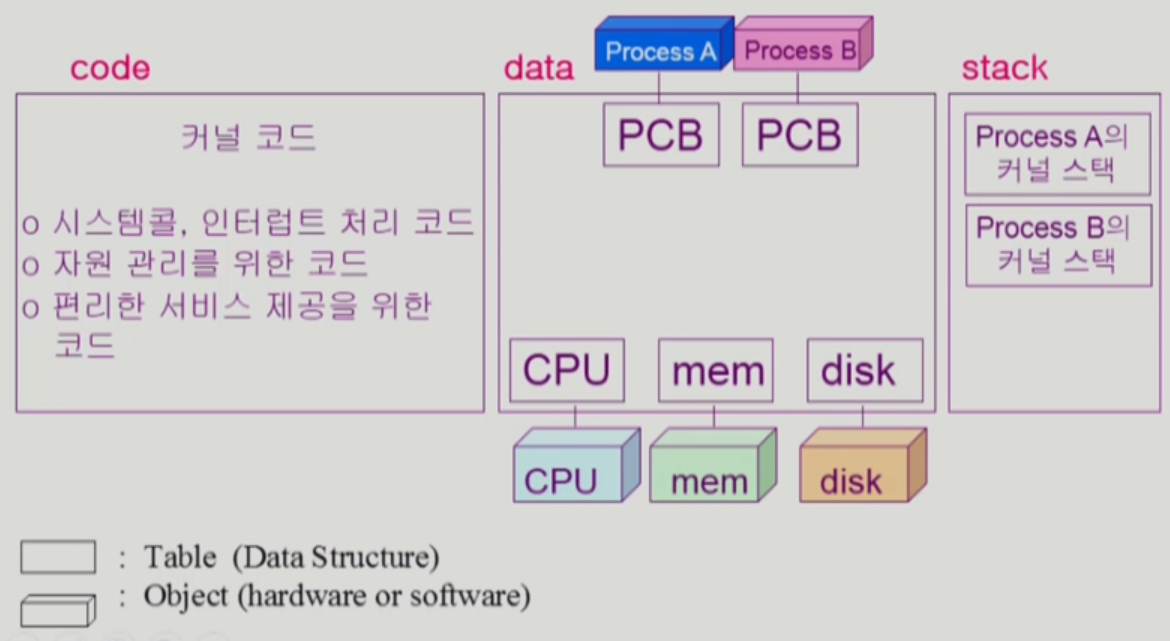 code
커널 코드
o 시스템콜, 인터럽트 처리 코드
o 자원 관리를 위한 코드
o 편리한 서비스 제공을 위한
코드
data
Process A
Process B
PCB
PCB
CPU
mem
disk
CPU
mem
disk
stack
Process A의
커널 스택
Process B의
커널 스택
: Table (Data Structure)
: Object (hardware or software)